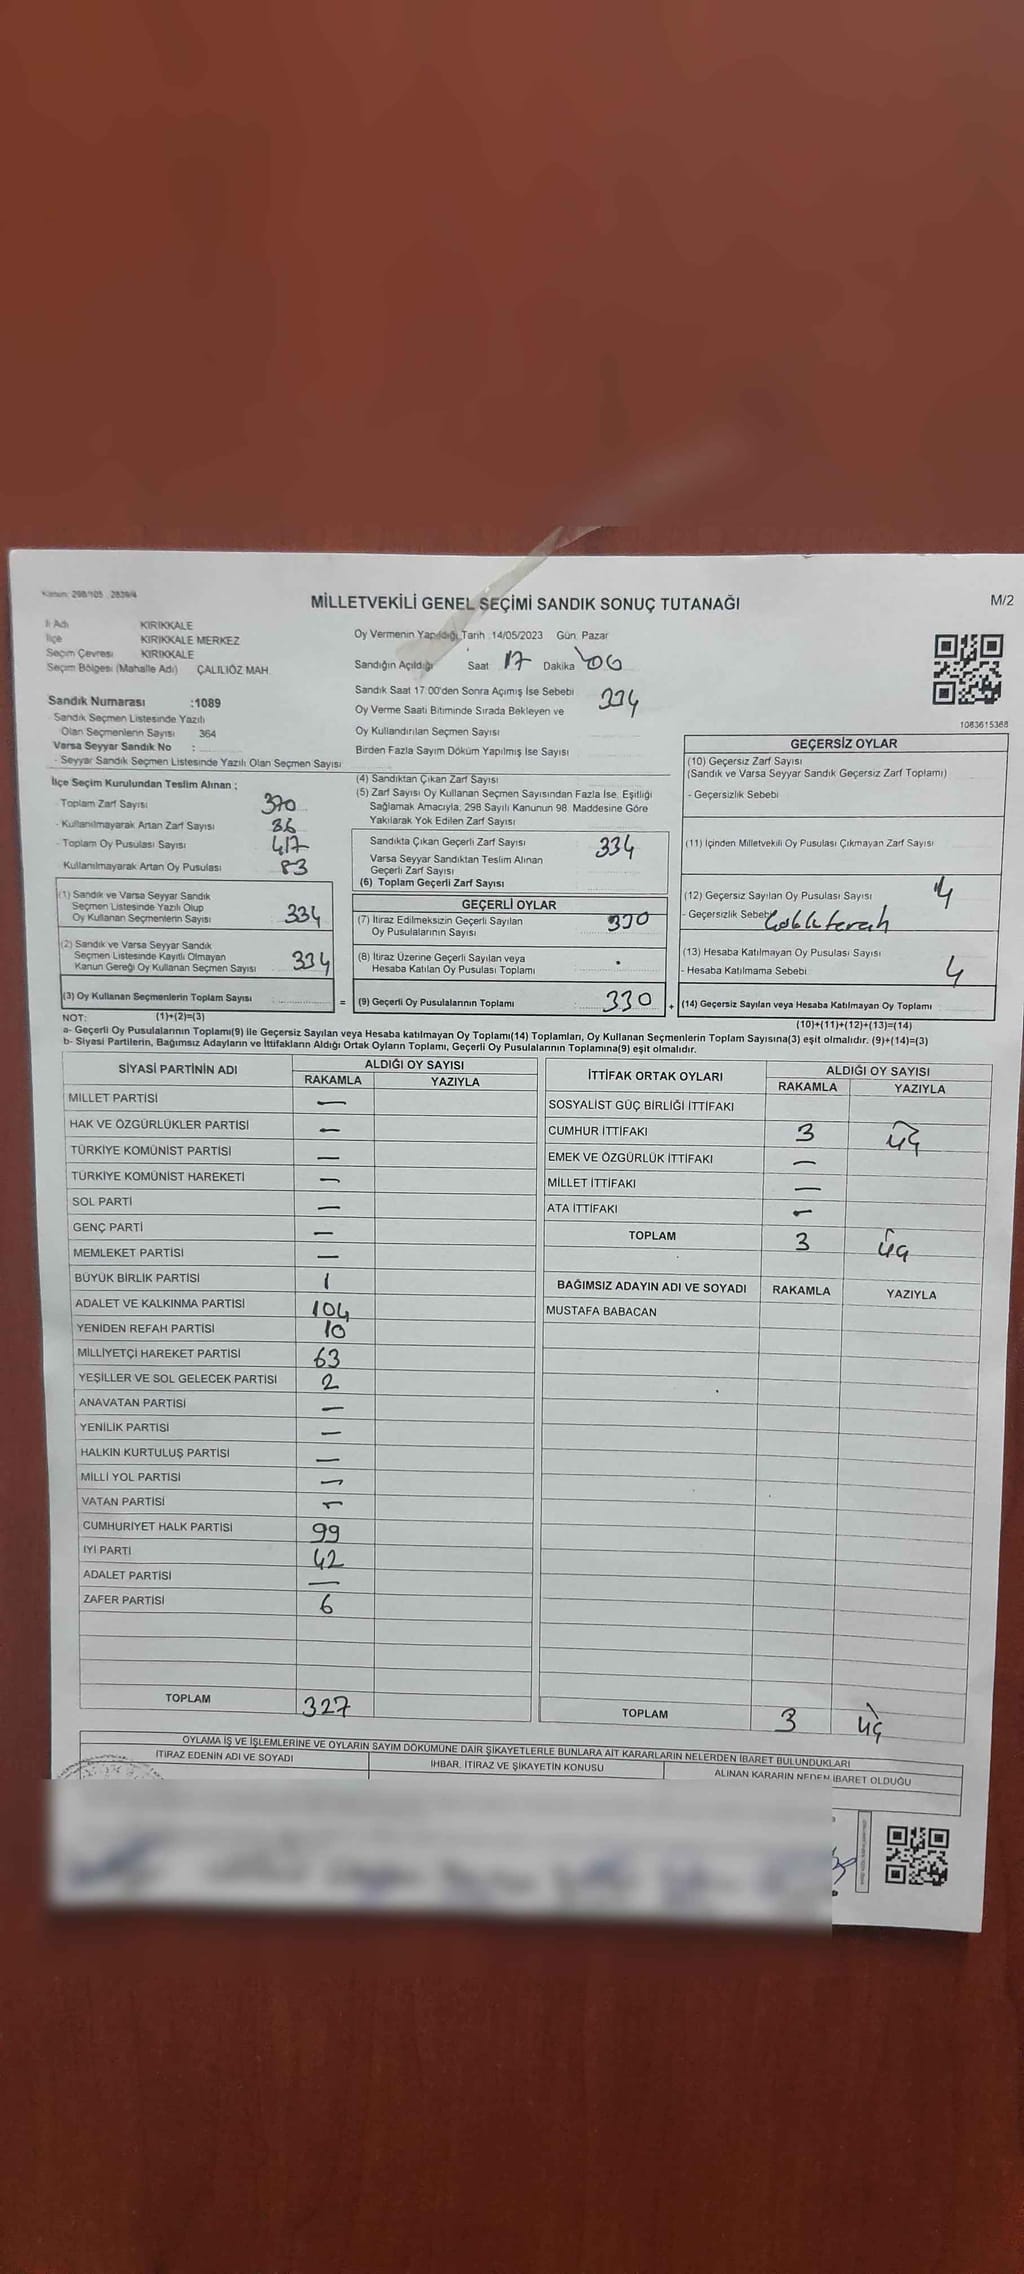 Kanun: 298/105 , 2839/4
MİLLETVEKİLİ GENEL SEÇİMİ SANDIK SONUÇ TUTANAĞI
M/2
İl Adı KIRIKKALE
İlçe KIRIKKALE MERKEZ
Seçim Çevresi KIRIKKALE
Seçim Bölgesi (Mahalle Adı) ÇALILIÖZ MAH.
Sandık Numarası :1089
Sandık Seçmen Listesinde Yazılı
Olan Seçmenlerin Sayısı 364
Varsa Seyyar Sandık No :
- Seyyar Sandık Seçmen Listesinde Yazılı Olan Seçmen Sayısı
Oy Vermenin Yapıldığı Tarih :14/05/2023 Gün: Pazar
Sandığın Açıldığı Saat 17 Dakika 06
Sandık Saat 17:00'den Sonra Açımış İse Sebebi
Oy Verme Saati Bitiminde Sırada Bekleyen ve 334
Oy Kullandırılan Seçmen Sayısı
Birden Fazla Sayım Döküm Yapılmış İse Sayısı
1083615368
İlçe Seçim Kurulundan Teslim Alınan ;
- Toplam Zarf Sayısı 370
- Kullanılmayarak Artan Zarf Sayısı 36
- Toplam Oy Pusulası Sayısı 417
Kullanılmayarak Artan Oy Pusulası 83
(1) Sandık ve Varsa Seyyar Sandık
Seçmen Listesinde Yazılı Olup
Oy Kullanan Seçmenlerin Sayısı 334
(2) Sandık ve Varsa Seyyar Sandık
Seçmen Listesinde Kayıtlı Olmayan
Kanun Gereği Oy Kullanan Seçmen Sayısı 334
(3) Oy Kullanan Seçmenlerin Toplam Sayısı =
(4) Sandıktan Çıkan Zarf Sayısı
(5) Zarf Sayısı Oy Kullanan Seçmen Sayısından Fazla İse, Eşitliği
Sağlamak Amacıyla, 298 Sayılı Kanunun 98. Maddesine Göre
Yakılarak Yok Edilen Zarf Sayısı
Sandıkta Çıkan Geçerli Zarf Sayısı 334
Varsa Seyyar Sandıktan Teslim Alınan
Geçerli Zarf Sayısı
(6) Toplam Geçerli Zarf Sayısı
GEÇERLİ OYLAR
(7) İtiraz Edilmeksizin Geçerli Sayılan 330
Oy Pusulalarının Sayısı
(8) İtiraz Üzerine Geçerli Sayılan veya
Hesaba Katılan Oy Pusulası Toplamı
(9) Geçerli Oy Pusulalarının Toplamı 330 +
GEÇERSİZ OYLAR
(10) Geçersiz Zarf Sayısı
(Sandık ve Varsa Seyyar Sandık Geçersiz Zarf Toplamı)
- Geçersizlik Sebebi
(11) İçinden Milletvekili Oy Pusulası Çıkmayan Zarf Sayısı
(12) Geçersiz Sayılan Oy Pusulası Sayısı 4
- Geçersizlik Sebebi
(13) Hesaba Katılmayan Oy Pusulası Sayısı
- Hesaba Katılmama Sebebi 4
(14) Geçersiz Sayılan veya Hesaba Katılmayan Oy Toplamı
NOT: (1)+(2)=(3)
(10)+(11)+(12)+(13)=(14)
a- Geçerli Oy Pusulalarının Toplamı(9) ile Geçersiz Sayılan veya Hesaba katılmayan Oy Toplamı(14) Toplamları, Oy Kullanan Seçmenlerin Toplam Sayısına(3) eşit olmalıdır. (9)+(14)=(3)
b- Siyasi Partilerin, Bağımsız Adayların ve İttifakların Aldığı Ortak Oyların Toplamı, Geçerli Oy Pusulalarının Toplamına(9) eşit olmalıdır.
SİYASİ PARTİNİN ADI ALDIĞI OY SAYISI
RAKAMLA YAZIYLA
MİLLET PARTİSİ —
HAK VE ÖZGÜRLÜKLER PARTİSİ —
TÜRKİYE KOMÜNİST PARTİSİ —
TÜRKİYE KOMÜNİST HAREKETİ —
SOL PARTİ —
GENÇ PARTİ —
MEMLEKET PARTİSİ —
BÜYÜK BİRLİK PARTİSİ 1
ADALET VE KALKINMA PARTİSİ 104
YENİDEN REFAH PARTİSİ 10
MİLLİYETÇİ HAREKET PARTİSİ 63
YEŞİLLER VE SOL GELECEK PARTİSİ 2
ANAVATAN PARTİSİ —
YENİLİK PARTİSİ —
HALKIN KURTULUŞ PARTİSİ —
MİLLİ YOL PARTİSİ —
VATAN PARTİSİ —
CUMHURİYET HALK PARTİSİ 99
İYİ PARTİ 42
ADALET PARTİSİ —
ZAFER PARTİSİ 6
TOPLAM 327
İTTİFAK ORTAK OYLARI ALDIĞI OY SAYISI
RAKAMLA YAZIYLA
SOSYALİST GÜÇ BİRLİĞİ İTTİFAKI
CUMHUR İTTİFAKI 3 üç
EMEK VE ÖZGÜRLÜK İTTİFAKI —
MİLLET İTTİFAKI —
ATA İTTİFAKI —
TOPLAM 3 üç
BAĞIMSIZ ADAYIN ADI VE SOYADI RAKAMLA YAZIYLA
MUSTAFA BABACAN
TOPLAM 3 üç
OYLAMA İŞ VE İŞLEMLERİNE VE OYLARIN SAYIM DÖKÜMÜNE DAİR ŞİKAYETLERLE BUNLARA AİT KARARLARIN NELERDEN İBARET BULUNDUKLARI
İTİRAZ EDENİN ADI VE SOYADI
İHBAR, İTİRAZ VE ŞİKAYETİN KONUSU
ALINAN KARARIN NEDEN İBARET OLDUĞU